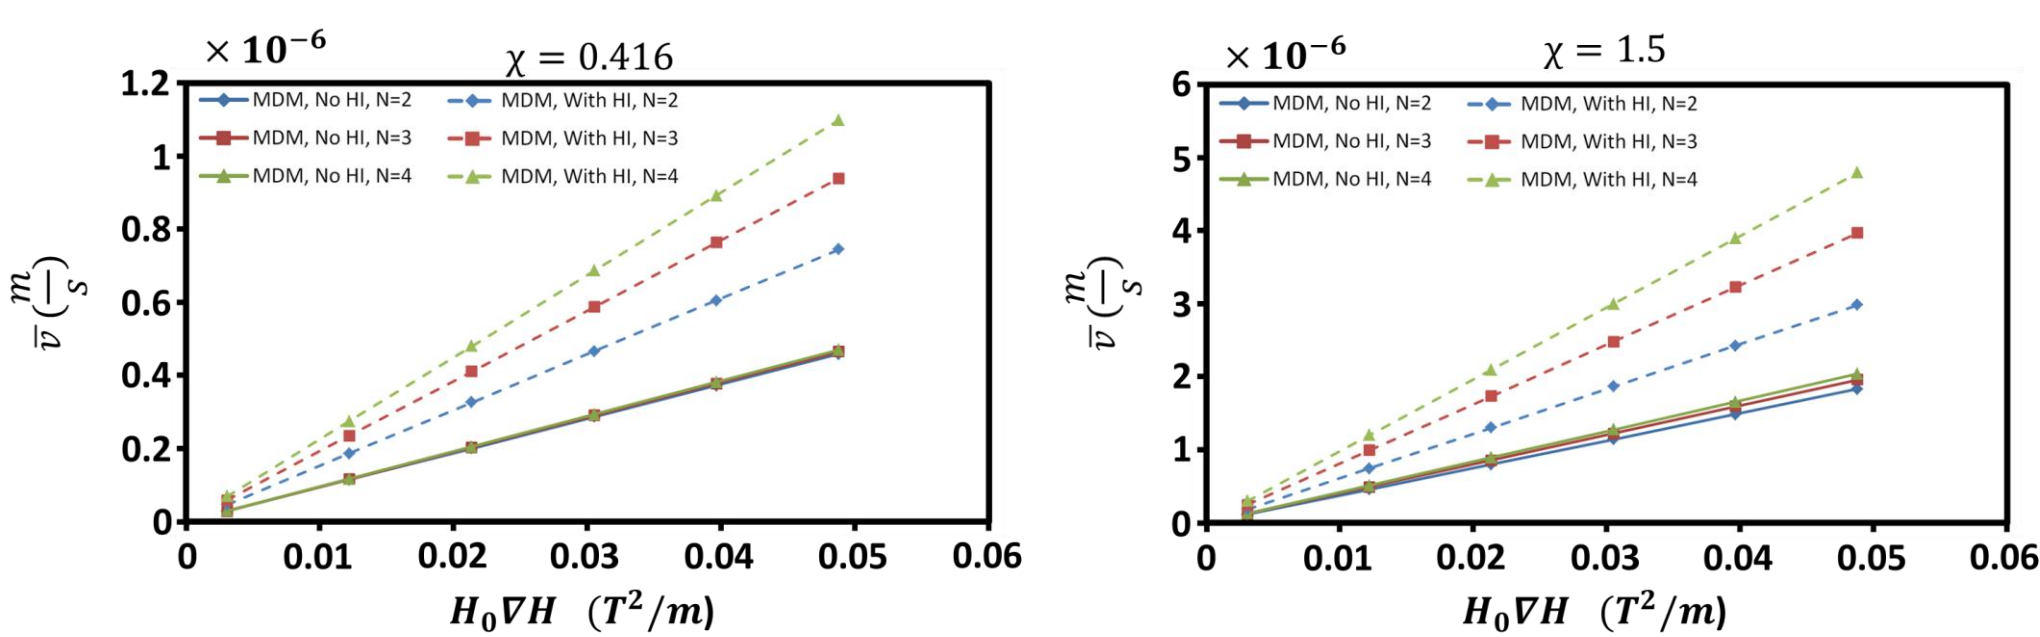 × 10⁻⁶
χ = 0.416
1.2
1
0.8
0.6
0.4
0.2
0
MDM, No HI, N=2
MDM, With HI, N=2
MDM, No HI, N=3
MDM, With HI, N=3
MDM, No HI, N=4
MDM, With HI, N=4
v̅ (m/s)
0 0.01 0.02 0.03 0.04 0.05 0.06
H₀∇H (T²/m)
× 10⁻⁶
χ = 1.5
6
5
4
3
2
1
0
MDM, No HI, N=2
MDM, With HI, N=2
MDM, No HI, N=3
MDM, With HI, N=3
MDM, No HI, N=4
MDM, With HI, N=4
v̅ (m/s)
0 0.01 0.02 0.03 0.04 0.05 0.06
H₀∇H (T²/m)